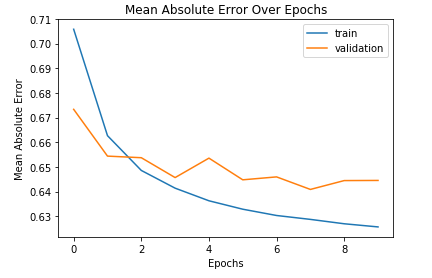 Mean Absolute Error Over Epochs
train
validation
Mean Absolute Error
0.71
0.70
0.69
0.68
0.67
0.66
0.65
0.64
0.63
0 2 4 6 8
Epochs